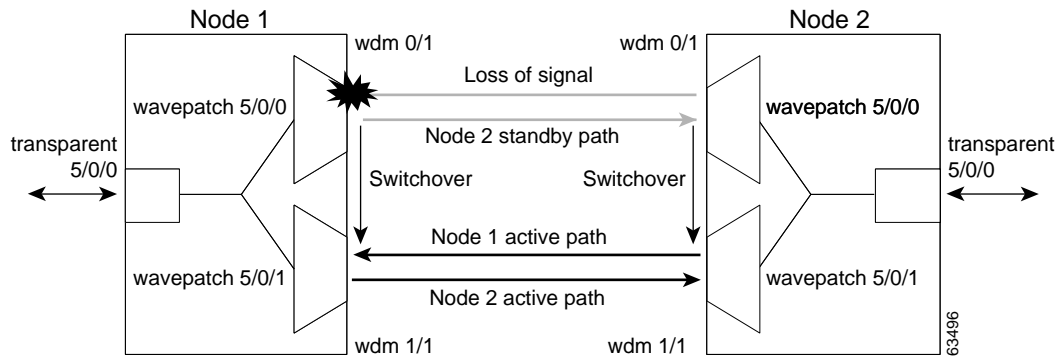 Node 1
Node 2
wdm 0/1
wdm 0/1
Loss of signal
wavepatch 5/0/0
wavepatch 5/0/0
Node 2 standby path
transparent
5/0/0
transparent
5/0/0
Switchover
Switchover
Node 1 active path
wavepatch 5/0/1
wavepatch 5/0/1
Node 2 active path
wdm 1/1
wdm 1/1
63496